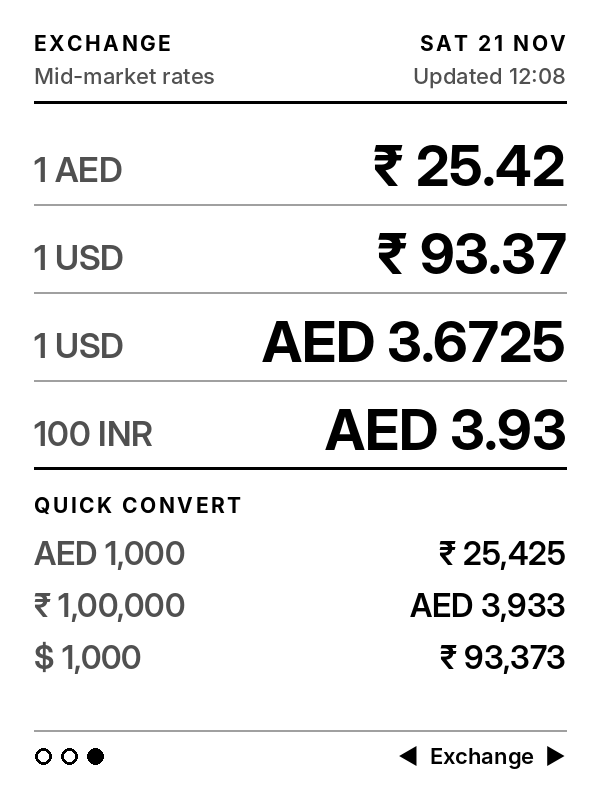 EXCHANGE SAT 21 NOV
Mid-market rates Updated 12:08
1 AED ₹ 25.42
1 USD ₹ 93.37
1 USD AED 3.6725
100 INR AED 3.93
QUICK CONVERT
AED 1,000 ₹ 25,425
₹ 1,00,000 AED 3,933
$ 1,000 ₹ 93,373
Exchange